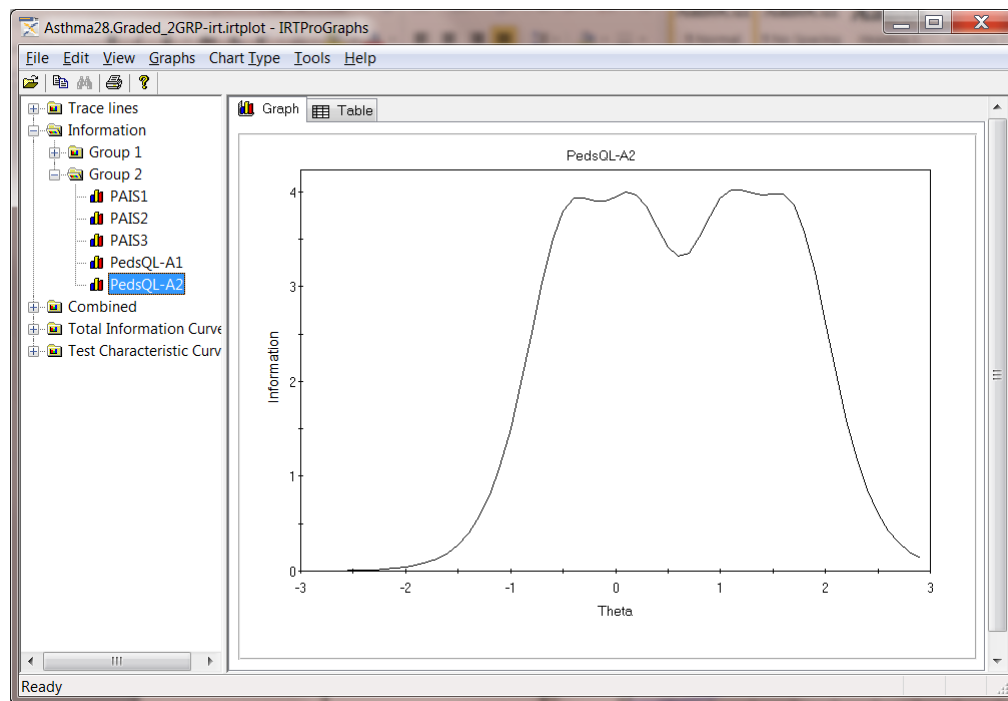 Asthma28.Graded_2GRP-irt.irtplot - IRTProGraphs
File Edit View Graphs Chart Type Tools Help
Trace lines
Information
Group 1
Group 2
PAIS1
PAIS2
PAIS3
PedsQL-A1
PedsQL-A2
Combined
Total Information Curve
Test Characteristic Curv
Graph Table
PedsQL-A2
4
3
2
1
0
Information
-3 -2 -1 0 1 2 3
Theta
Ready